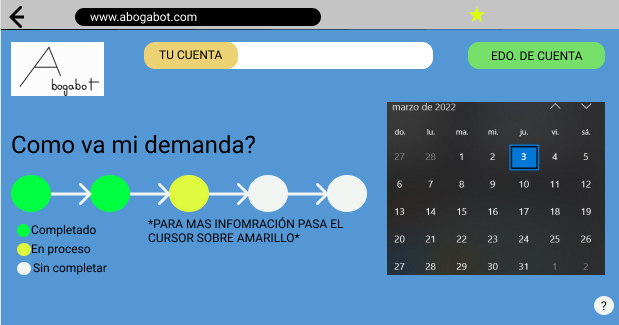 www.abogabot.com
Abogabot
TU CUENTA
EDO. DE CUENTA
marzo de 2022
do. lu. ma. mi. ju. vi. sá.
27 28 1 2 3 4 5
6 7 8 9 10 11 12
13 14 15 16 17 18 19
20 21 22 23 24 25 26
27 28 29 30 31 1 2
Como va mi demanda?
*PARA MAS INFOMRACIÓN PASA EL
CURSOR SOBRE AMARILLO*
Completado
En proceso
Sin completar
?